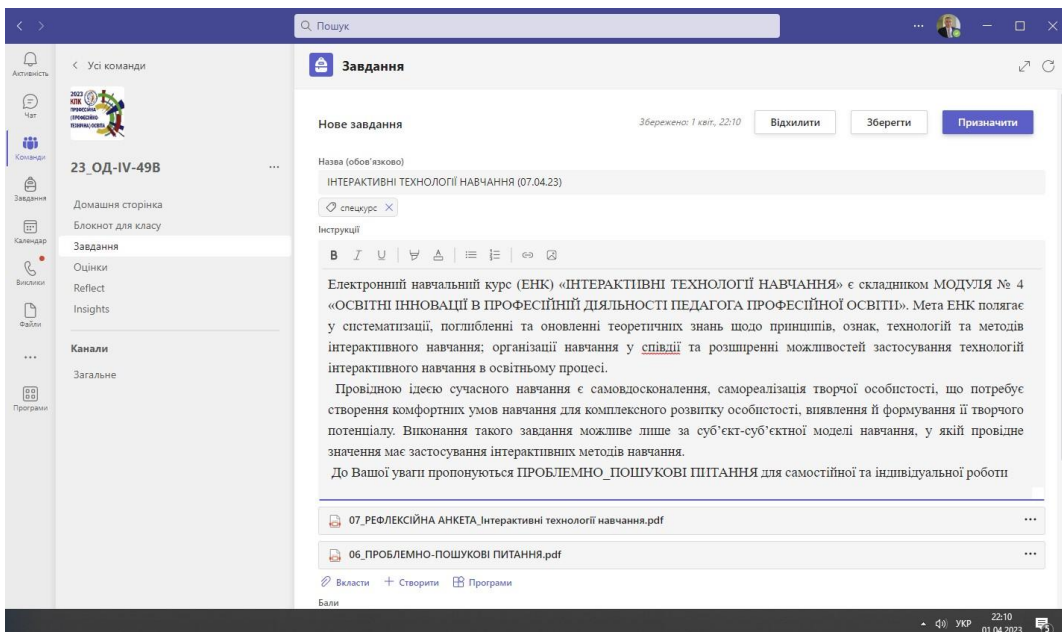 Пошук
Активність
Чат
Команди
Завдання
Календар
Виклики
Файли
Програми
Усі команди
2023
КПК
ПРОФЕСІЙНА
(ПРОФЕСІЙНО
ТЕХНІЧНА) ОСВІТА
23_ОД-IV-49В
Домашня сторінка
Блокнот для класу
Завдання
Оцінки
Reflect
Insights
Канали
Загальне
Завдання
Нове завдання
Збережено: 1 квіт., 22:10
Відхилити
Зберегти
Призначити
Назва (обов'язково)
ІНТЕРАКТИВНІ ТЕХНОЛОГІЇ НАВЧАННЯ (07.04.23)
спецкурс
Інструкції
Електронний навчальний курс (ЕНК) «ІНТЕРАКТИВНІ ТЕХНОЛОГІЇ НАВЧАННЯ» є складником МОДУЛЯ № 4
«ОСВІТНІ ІННОВАЦІЇ В ПРОФЕСІЙНІЙ ДІЯЛЬНОСТІ ПЕДАГОГА ПРОФЕСІЙНОЇ ОСВІТИ». Мета ЕНК полягає
у систематизації, поглибленні та оновленні теоретичних знань щодо принципів, ознак, технологій та методів
інтерактивного навчання; організації навчання у співдії та розширенні можливостей застосування технологій
інтерактивного навчання в освітньому процесі.
Провідною ідеєю сучасного навчання є самовдосконалення, самореалізація творчої особистості, що потребує
створення комфортних умов навчання для комплексного розвитку особистості, виявлення й формування її творчого
потенціалу. Виконання такого завдання можливе лише за суб’єкт-суб’єктної моделі навчання, у якій провідне
значення має застосування інтерактивних методів навчання.
До Вашої уваги пропонуються ПРОБЛЕМНО_ПОШУКОВІ ПИТАННЯ для самостійної та індивідуальної роботи
07_РЕФЛЕКСІЙНА АНКЕТА_Інтерактивні технології навчання.pdf
06_ПРОБЛЕМНО-ПОШУКОВІ ПИТАННЯ.pdf
Вкласти
Створити
Програми
Бали
УКР
22:10
01.04.2023
5